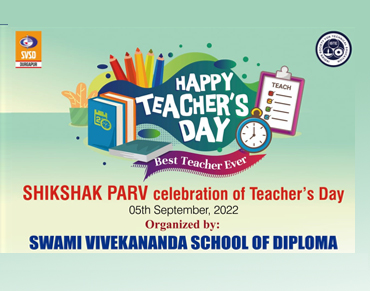 SVSD
DURGAPUR
HAPPY
TEACHER'S
DAY
TEACH
Best Teacher Ever
SHIKSHAK PARV celebration of Teacher's Day
05th September, 2022
Organized by:
SWAMI VIVEKANANDA SCHOOL OF DIPLOMA